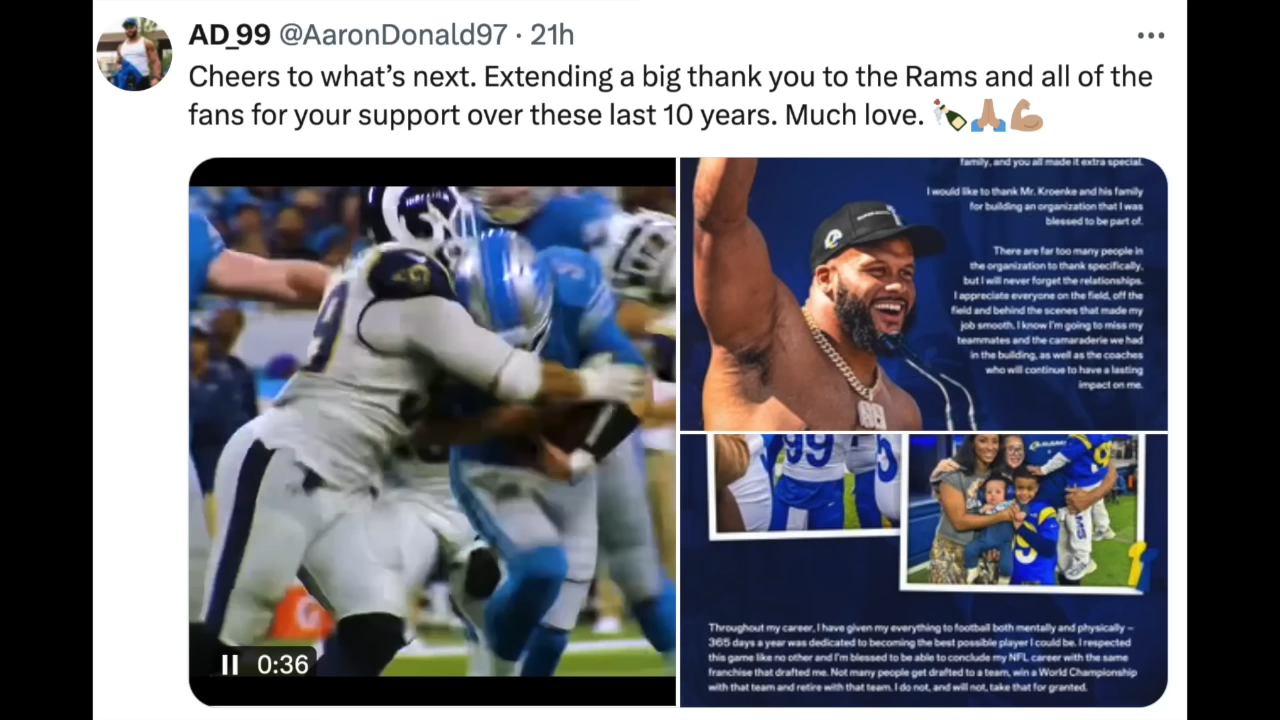 AD_99 @AaronDonald97 · 21h
Cheers to what’s next. Extending a big thank you to the Rams and all of the
fans for your support over these last 10 years. Much love. 🍾🙏🏽💪🏽
family, and you all made it extra special.
I would like to thank Mr. Kroenke and his family
for building an organization that I was
blessed to be part of.
There are far too many people in
the organization to thank specifically,
but I will never forget the relationships.
I appreciate everyone on the field, off the
field and behind the scenes that made my
job smooth. I know I'm going to miss my
teammates and the camaraderie we had
in the building, as well as the coaches
who will continue to have a lasting
impact on me.
99
0:36
Throughout my career, I have given my everything to football both mentally and physically –
365 days a year was dedicated to becoming the best possible player I could be. I respected
this game like no other and I'm blessed to be able to conclude my NFL career with the same
franchise that drafted me. Not many people get drafted to a team, win a World Championship
with that team and retire with that team. I do not, and will not, take that for granted.